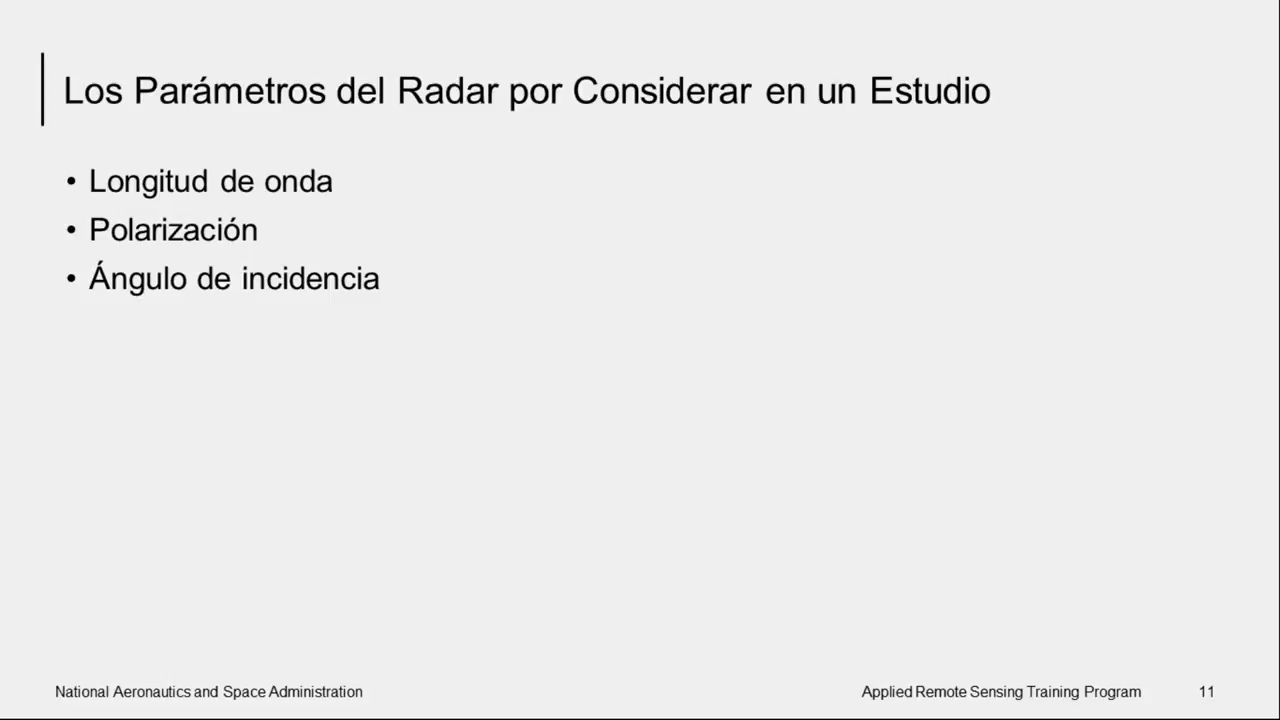 Los Parámetros del Radar por Considerar en un Estudio
• Longitud de onda
• Polarización
• Ángulo de incidencia
National Aeronautics and Space Administration
Applied Remote Sensing Training Program
11